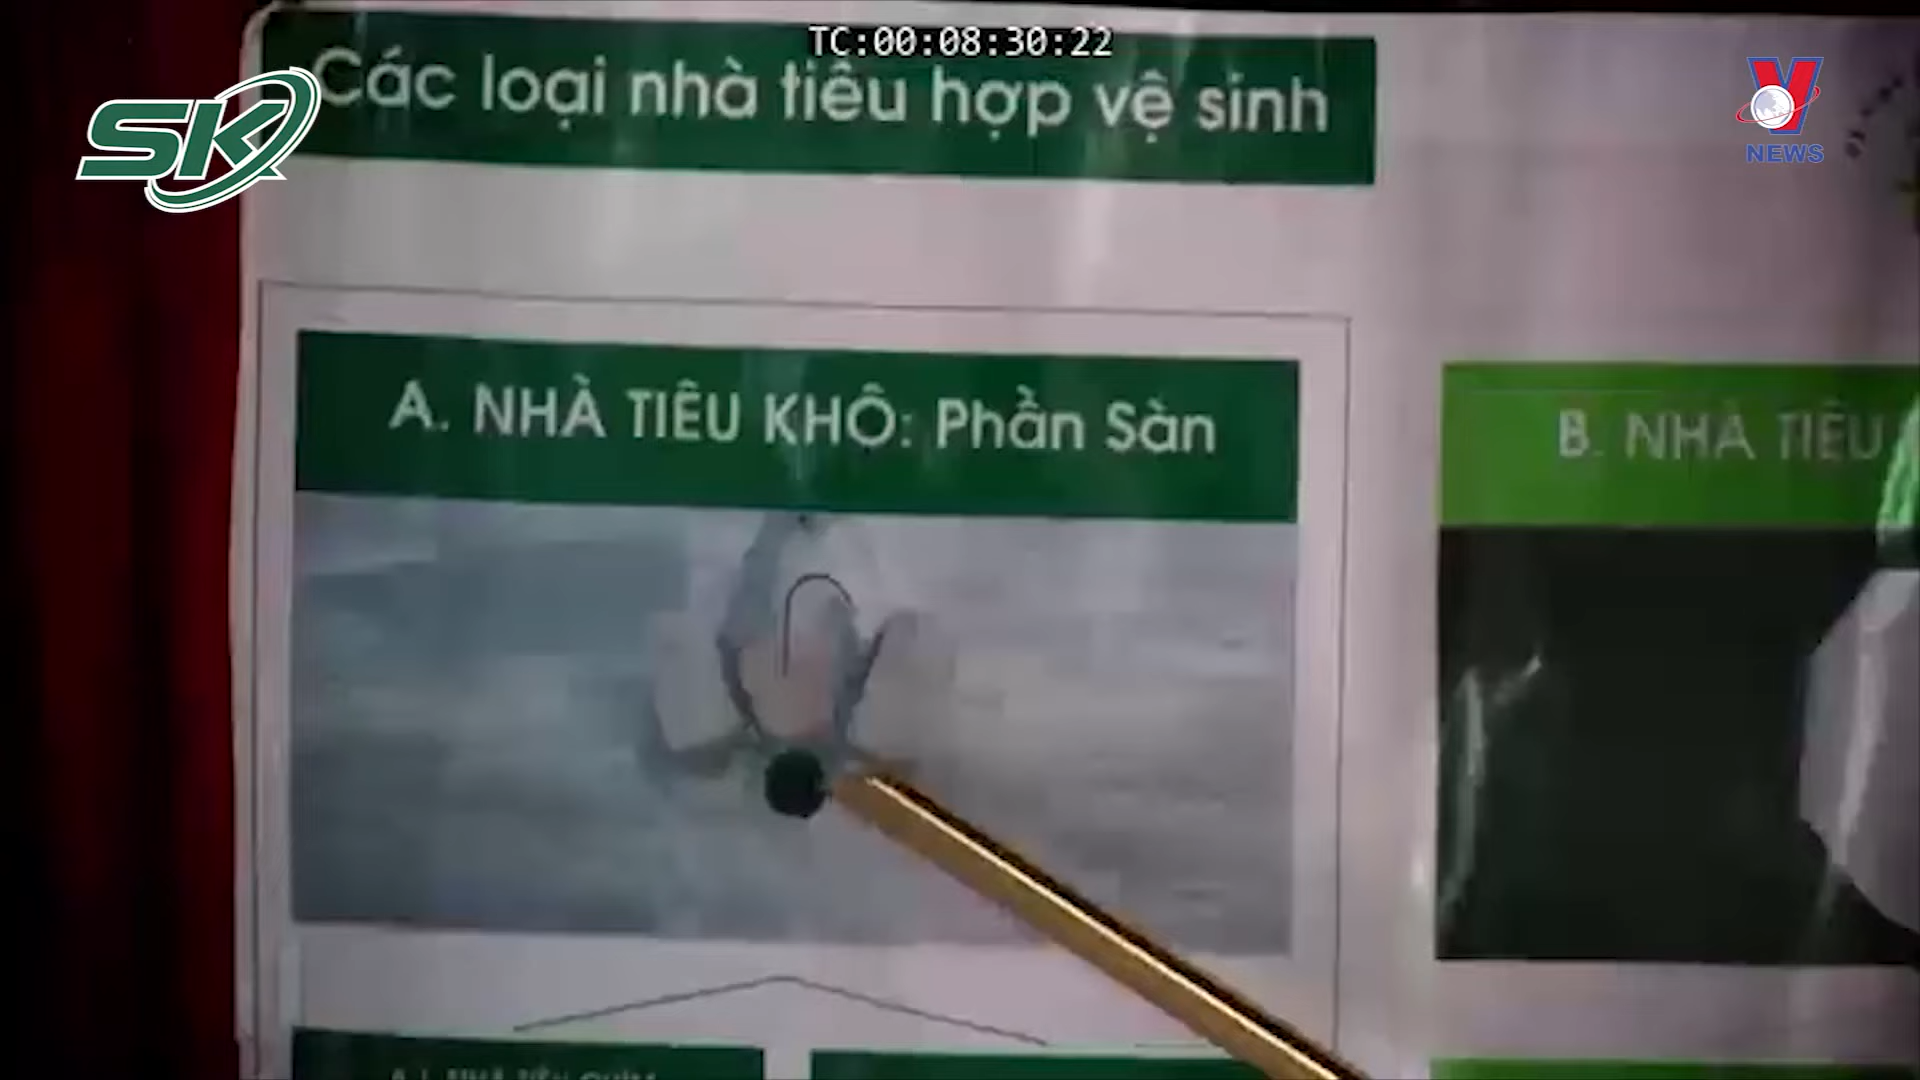 TC:00:08:30:22
Các loại nhà tiêu hợp vệ sinh
SK
V
NEWS
A. NHÀ TIÊU KHÔ: Phần Sàn
B. NHÀ TIÊU